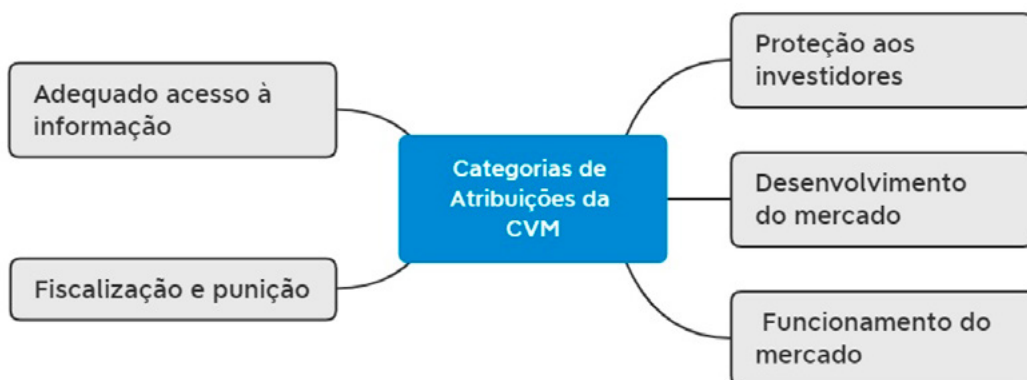 Adequado acesso à
informação
Fiscalização e punição
Categorias de
Atribuições da
CVM
Proteção aos
investidores
Desenvolvimento
do mercado
Funcionamento do
mercado